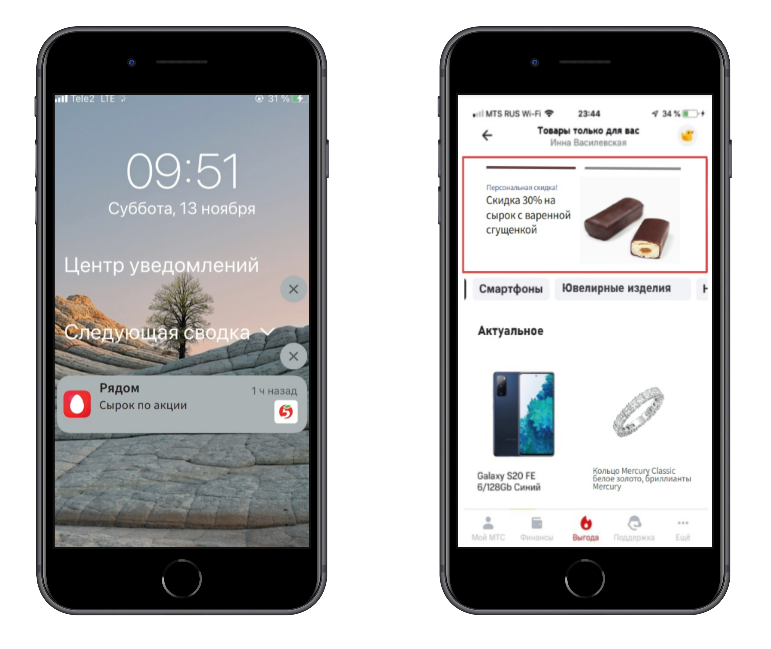 Tele2 LTE
31 %
09:51
Суббота, 13 ноября
Центр уведомлений
Следующая сводка
Рядом
1 ч назад
Сырок по акции
5
MTS RUS Wi-Fi
23:44
34 %
Товары только для вас
Инна Василевская
Персональная скидка!
Скидка 30% на
сырок с варенной
сгущенкой
Смартфоны
Ювелирные изделия
Н
Актуальное
Galaxy S20 FE
6/128Gb Синий
Кольцо Mercury Classic
белое золото, бриллианты
Mercury
Мой МТС
Финансы
Выгода
Поддержка
Ещё